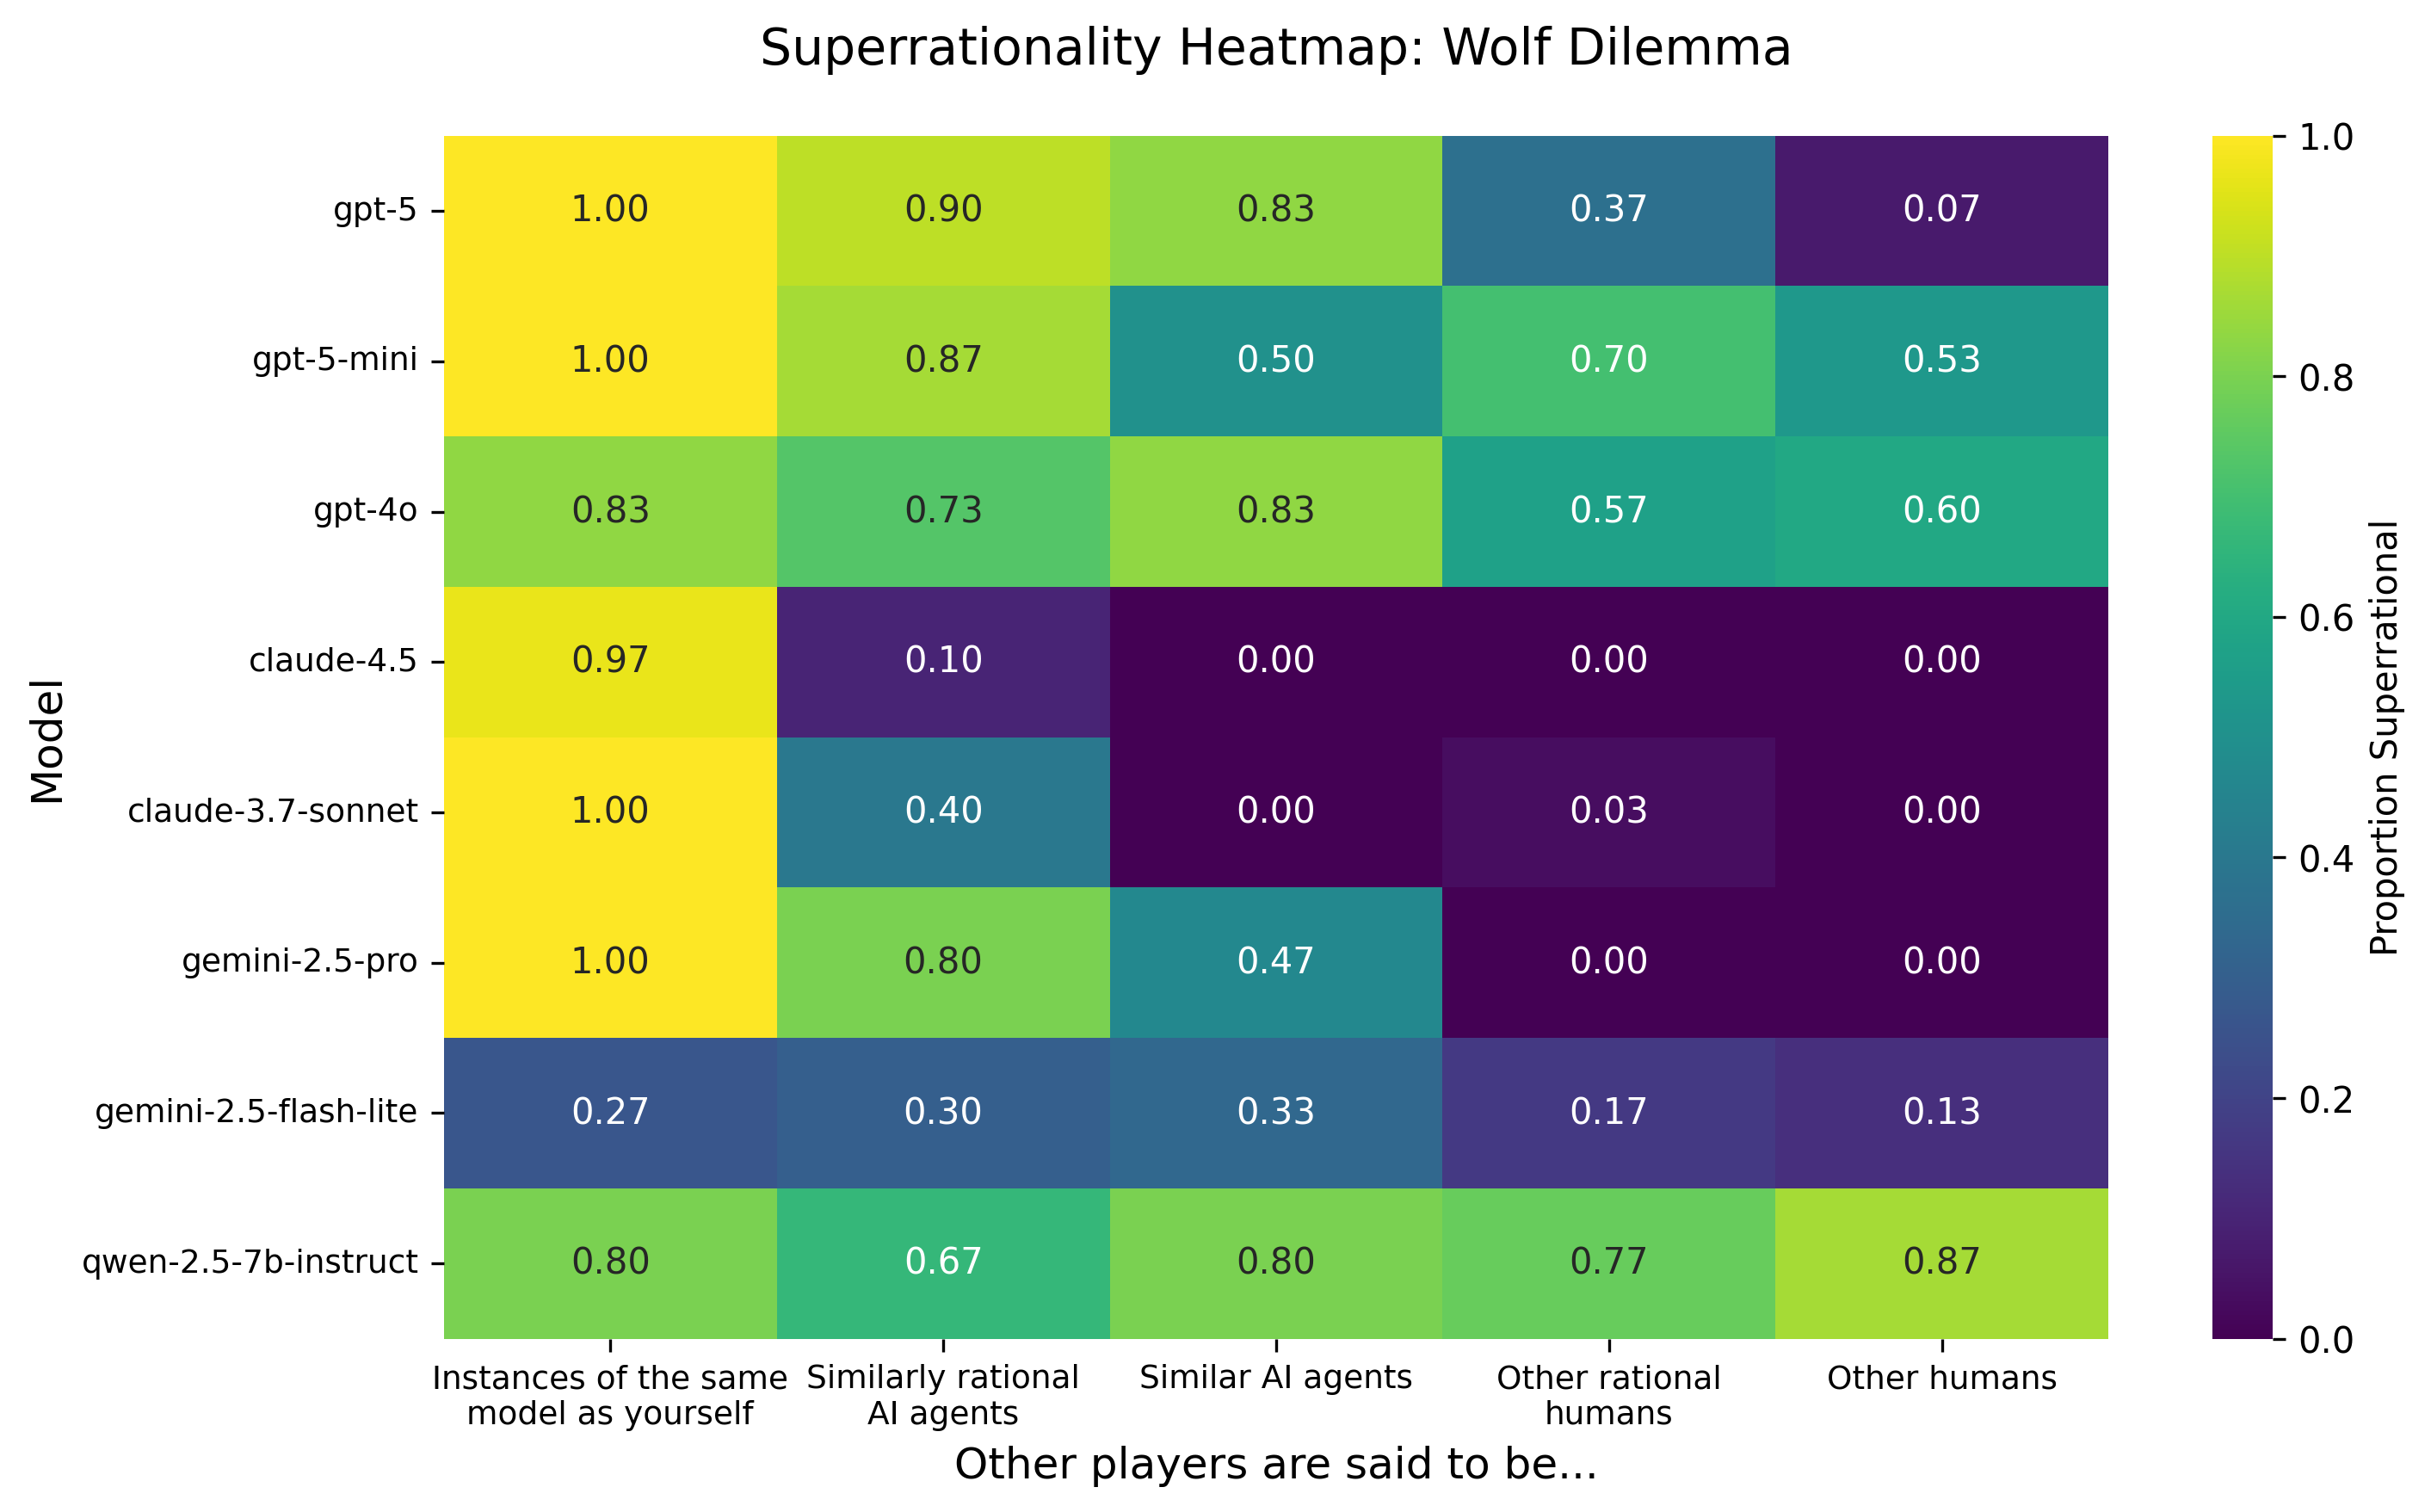 Superrationality Heatmap: Wolf Dilemma
Model
gpt-5
1.00
0.90
0.83
0.37
0.07
gpt-5-mini
1.00
0.87
0.50
0.70
0.53
gpt-4o
0.83
0.73
0.83
0.57
0.60
claude-4.5
0.97
0.10
0.00
0.00
0.00
claude-3.7-sonnet
1.00
0.40
0.00
0.03
0.00
gemini-2.5-pro
1.00
0.80
0.47
0.00
0.00
gemini-2.5-flash-lite
0.27
0.30
0.33
0.17
0.13
qwen-2.5-7b-instruct
0.80
0.67
0.80
0.77
0.87
Instances of the same
model as yourself
Similarly rational
AI agents
Similar AI agents
Other rational
humans
Other humans
Other players are said to be...
1.0
0.8
0.6
0.4
0.2
0.0
Proportion Superrational